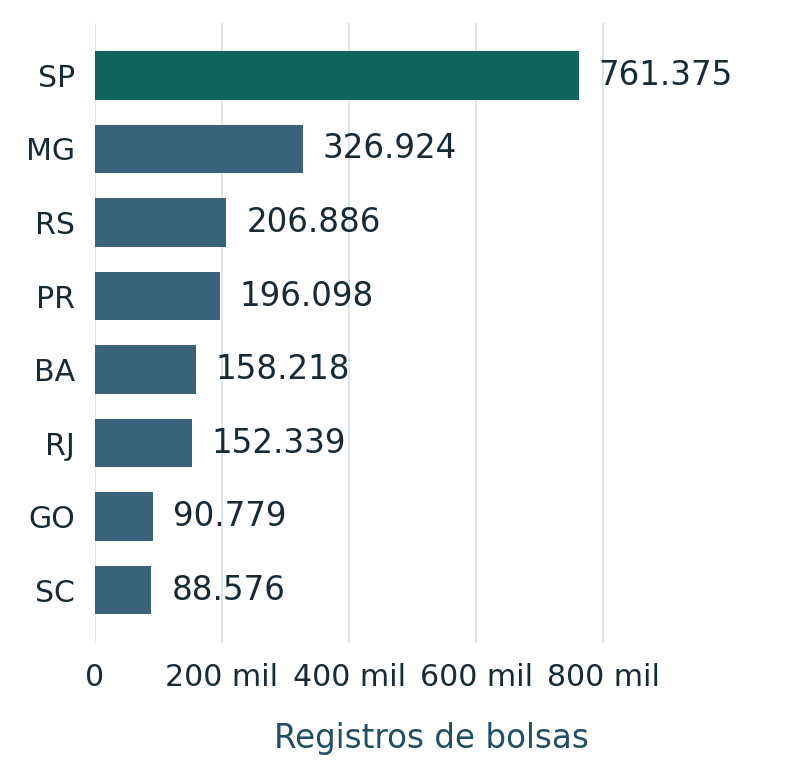 SP 761.375
MG 326.924
RS 206.886
PR 196.098
BA 158.218
RJ 152.339
GO 90.779
SC 88.576
0 200 mil 400 mil 600 mil 800 mil
Registros de bolsas